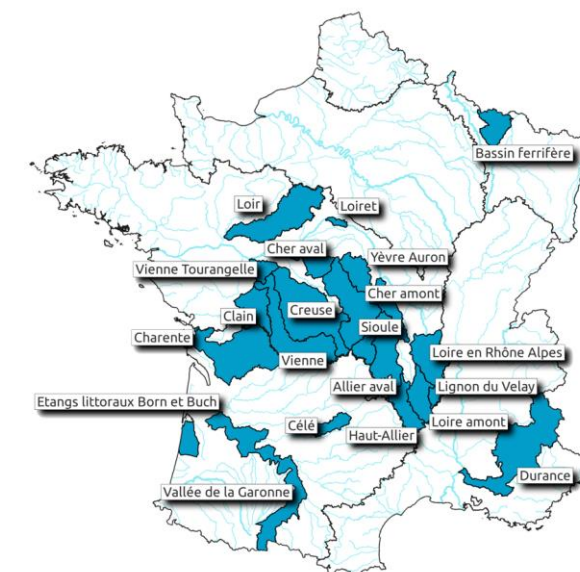 Bassin ferrifère
Loir
Loiret
Cher aval
Yèvre Auron
Vienne Tourangelle
Cher amont
Creuse
Clain
Sioule
Charente
Vienne
Loire en Rhône Alpes
Allier aval
Lignon du Velay
Etangs littoraux Born et Buch
Célé
Loire amont
Haut-Allier
Durance
Vallée de la Garonne